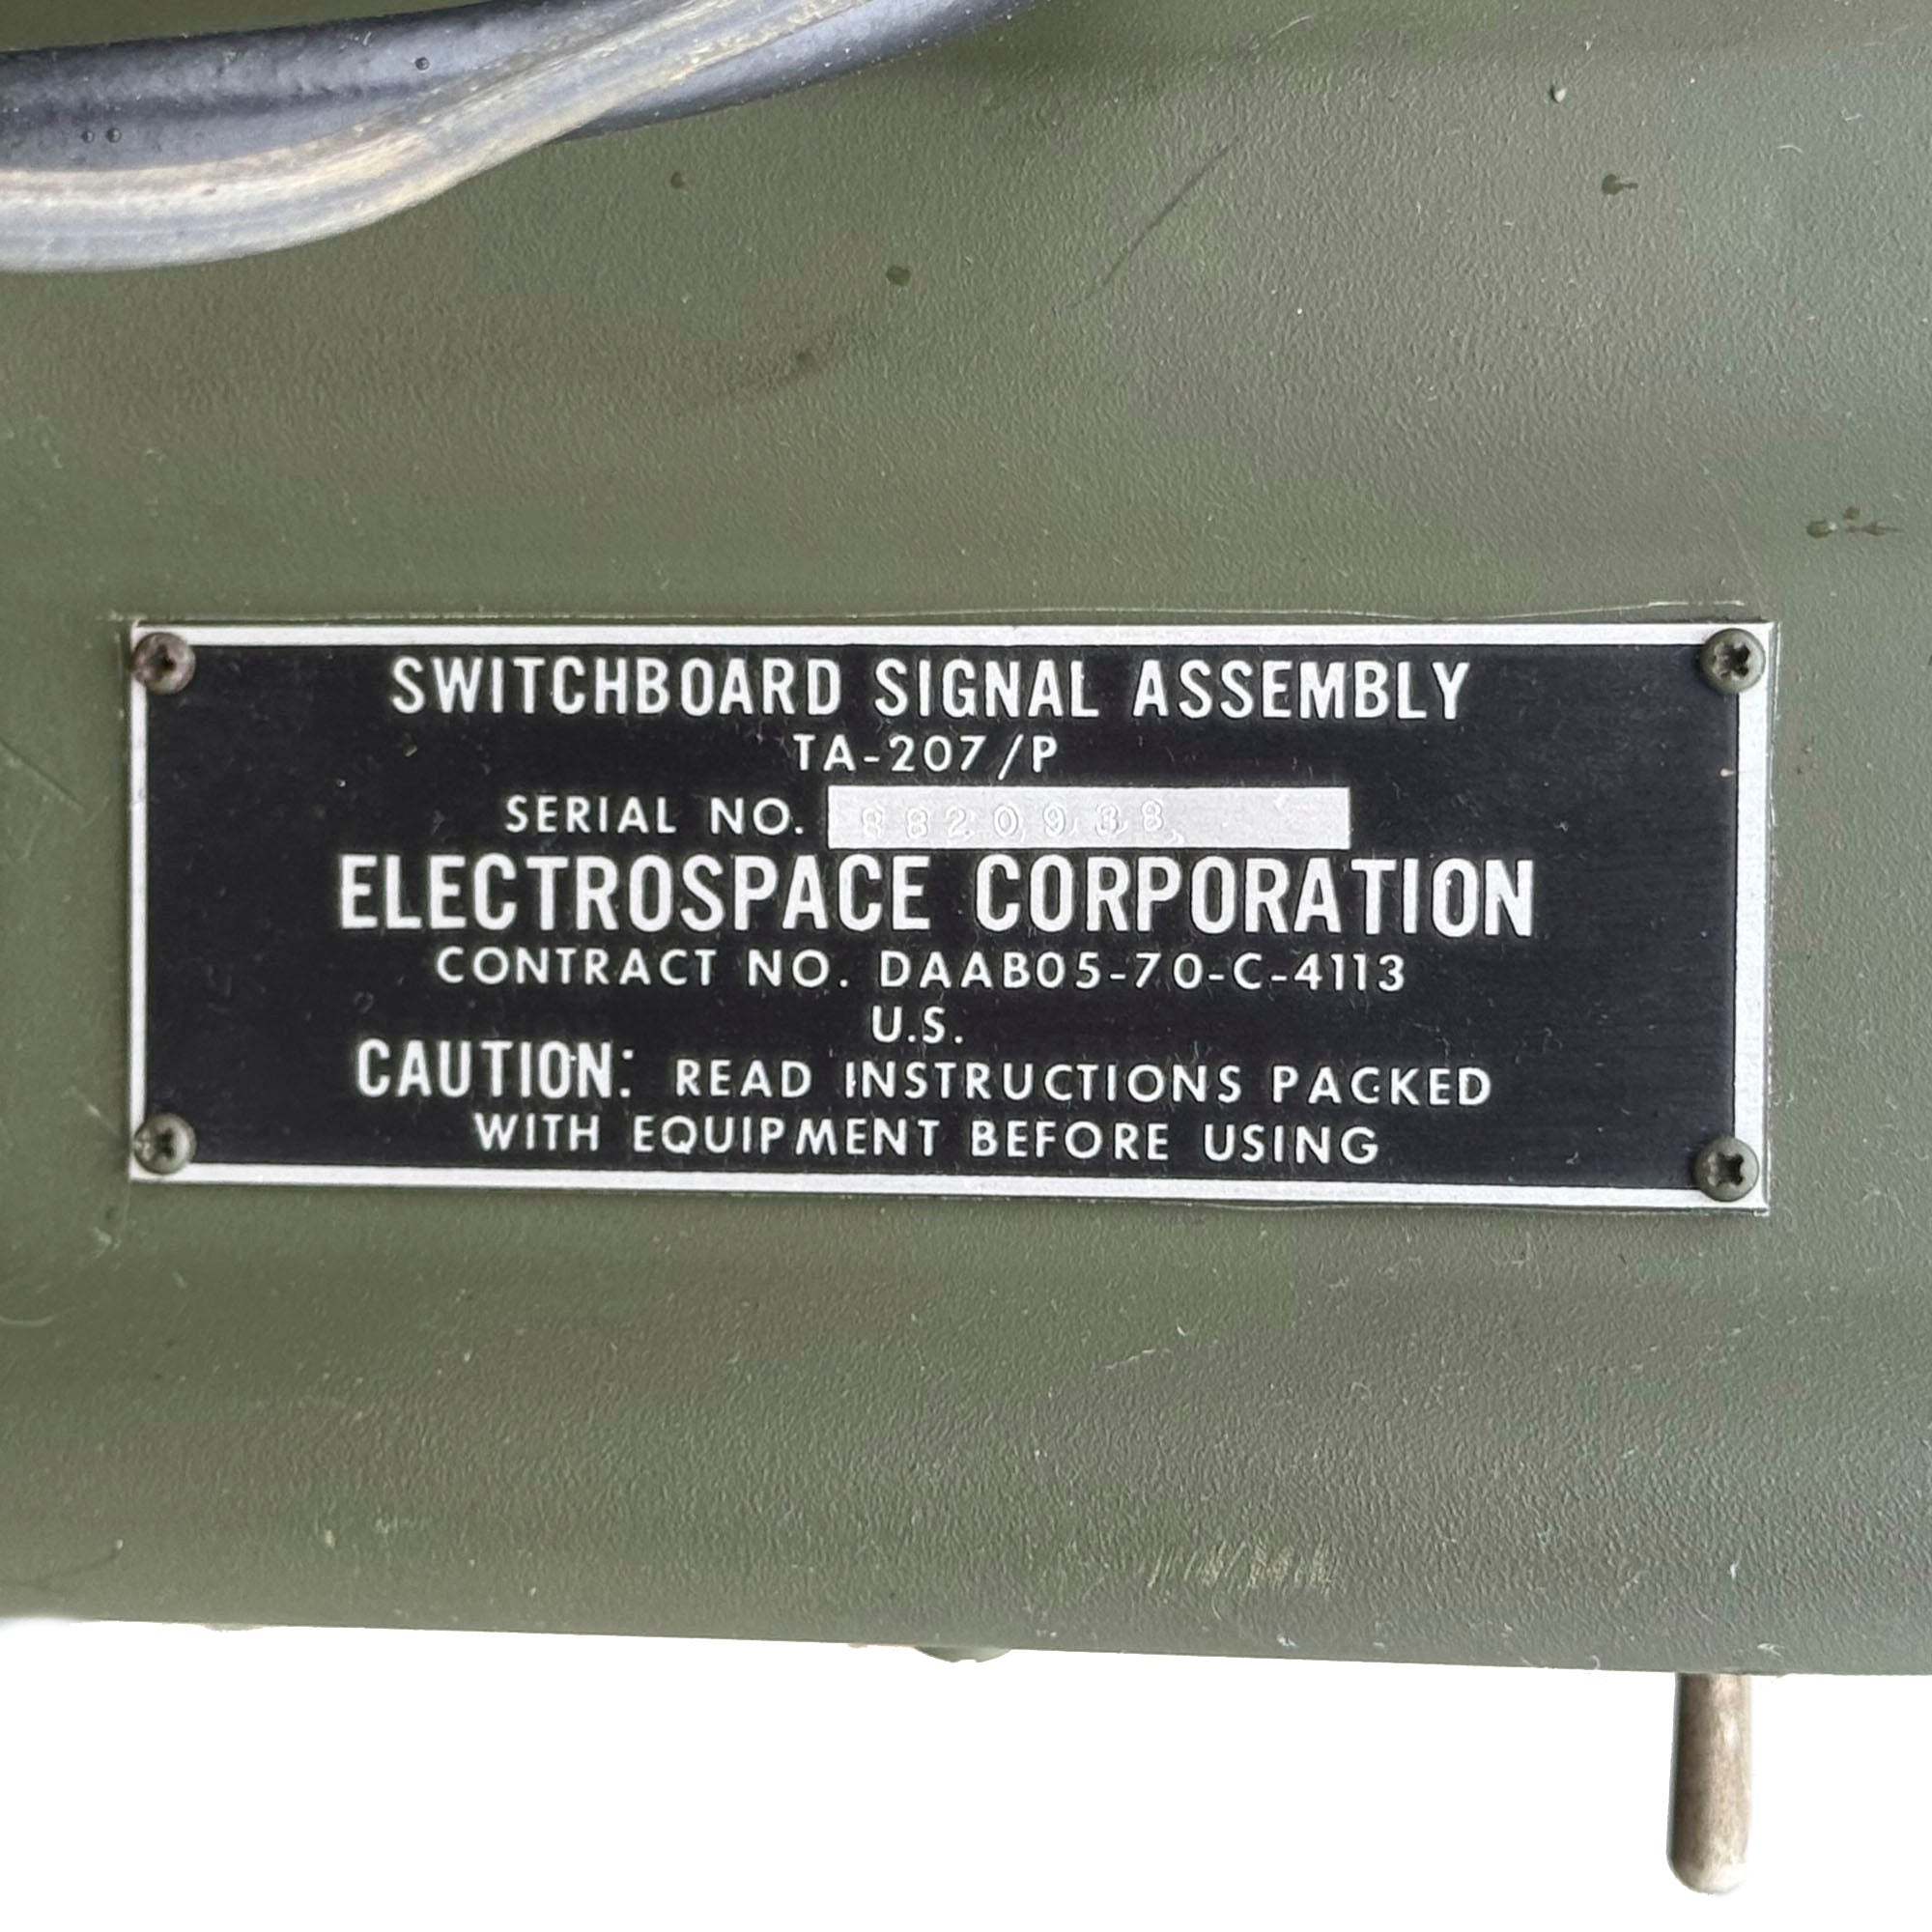 SWITCHBOARD SIGNAL ASSEMBLY
TA-207/P
SERIAL NO.
ELECTROSPACE CORPORATION
CONTRACT NO. DAAB05-70-C-4113
U.S.
CAUTION: READ INSTRUCTIONS PACKED
WITH EQUIPMENT BEFORE USING